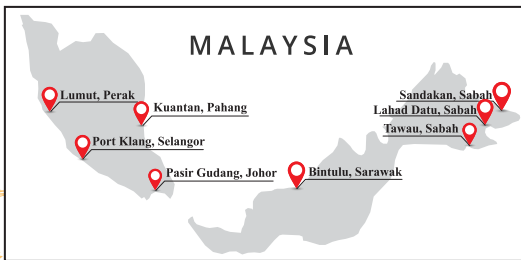 MALAYSIA
Lumut, Perak
Kuantan, Pahang
Port Klang, Selangor
Pasir Gudang, Johor
Sandakan, Sabah
Lahad Datu, Sabah
Tawau, Sabah
Bintulu, Sarawak